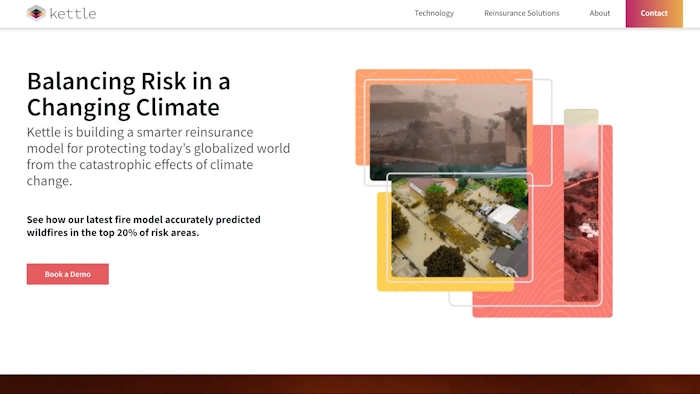 kettle
Technology
Reinsurance Solutions
About
Contact
Balancing Risk in a
Changing Climate
Kettle is building a smarter reinsurance
model for protecting today's globalized world
from the catastrophic effects of climate
change.
See how our latest fire model accurately predicted
wildfires in the top 20% of risk areas.
Book a Demo